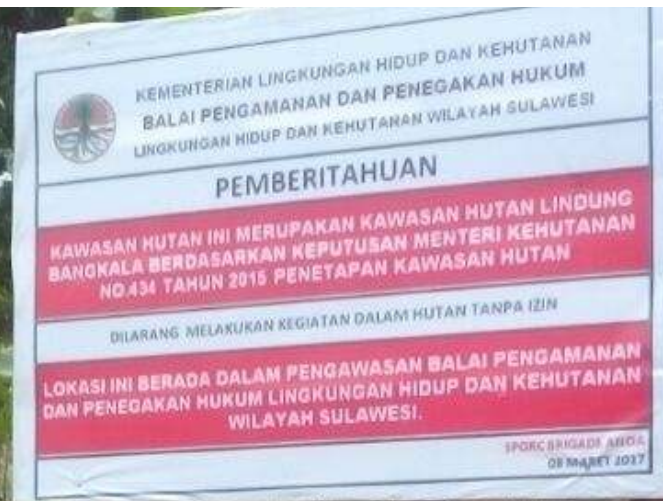 KEMENTERIAN LINGKUNGAN HIDUP DAN KEHUTANAN
BALAI PENGAMANAN DAN PENEGAKAN HUKUM
LINGKUNGAN HIDUP DAN KEHUTANAN WILAYAH SULAWESI
PEMBERITAHUAN
KAWASAN HUTAN INI MERUPAKAN KAWASAN HUTAN LINDUNG
BANGKALA BERDASARKAN KEPUTUSAN MENTERI KEHUTANAN
NO.434 TAHUN 2015 PENETAPAN KAWASAN HUTAN
DILARANG MELAKUKAN KEGIATAN DALAM HUTAN TANPA IZIN
LOKASI INI BERADA DALAM PENGAWASAN BALAI PENGAMANAN
DAN PENEGAKAN HUKUM LINGKUNGAN HIDUP DAN KEHUTANAN
WILAYAH SULAWESI.
SPORC BRIGADE ANOA
08 MARET 2017